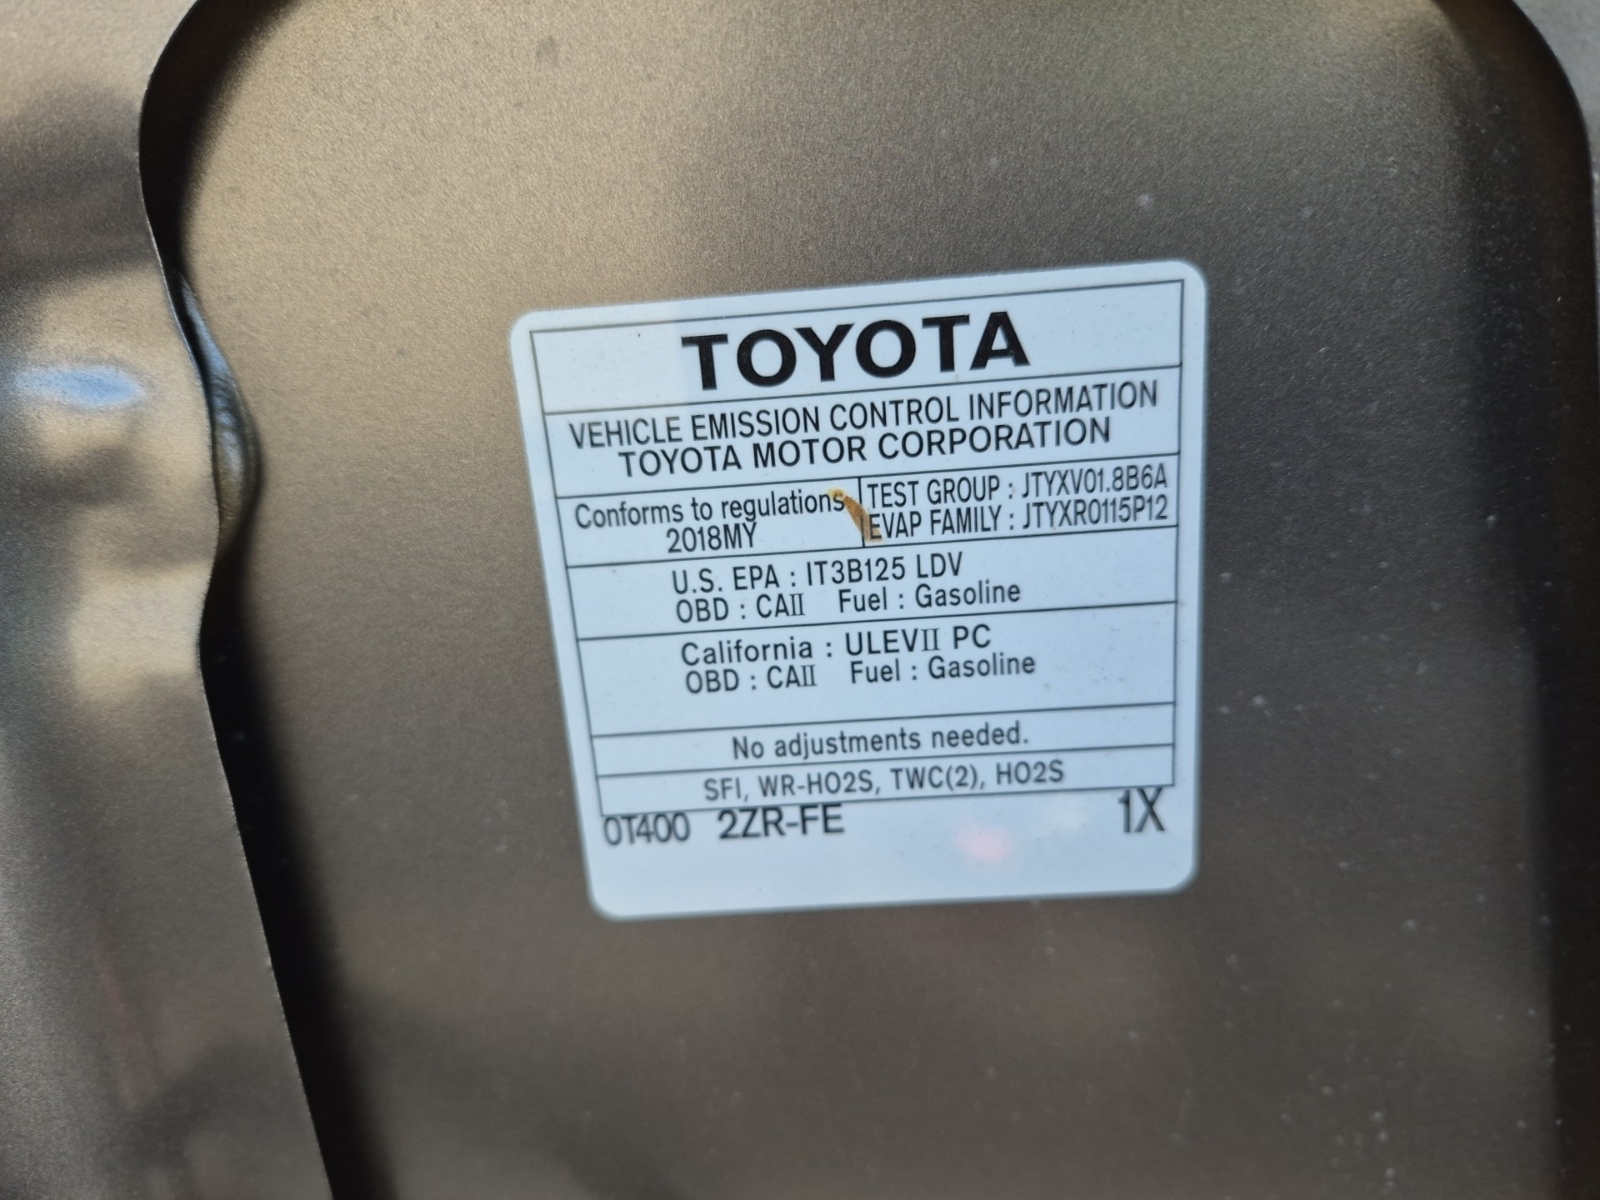 TOYOTA
VEHICLE EMISSION CONTROL INFORMATION
TOYOTA MOTOR CORPORATION
Conforms to regulations
2018MY
TEST GROUP : JTYXV01.8B6A
EVAP FAMILY : JTYXR0115P12
U.S. EPA : IT3B125 LDV
OBD : CAII Fuel : Gasoline
California : ULEVII PC
OBD : CAII Fuel : Gasoline
No adjustments needed.
SFI, WR-HO2S, TWC(2), HO2S
0T400 2ZR-FE 1X